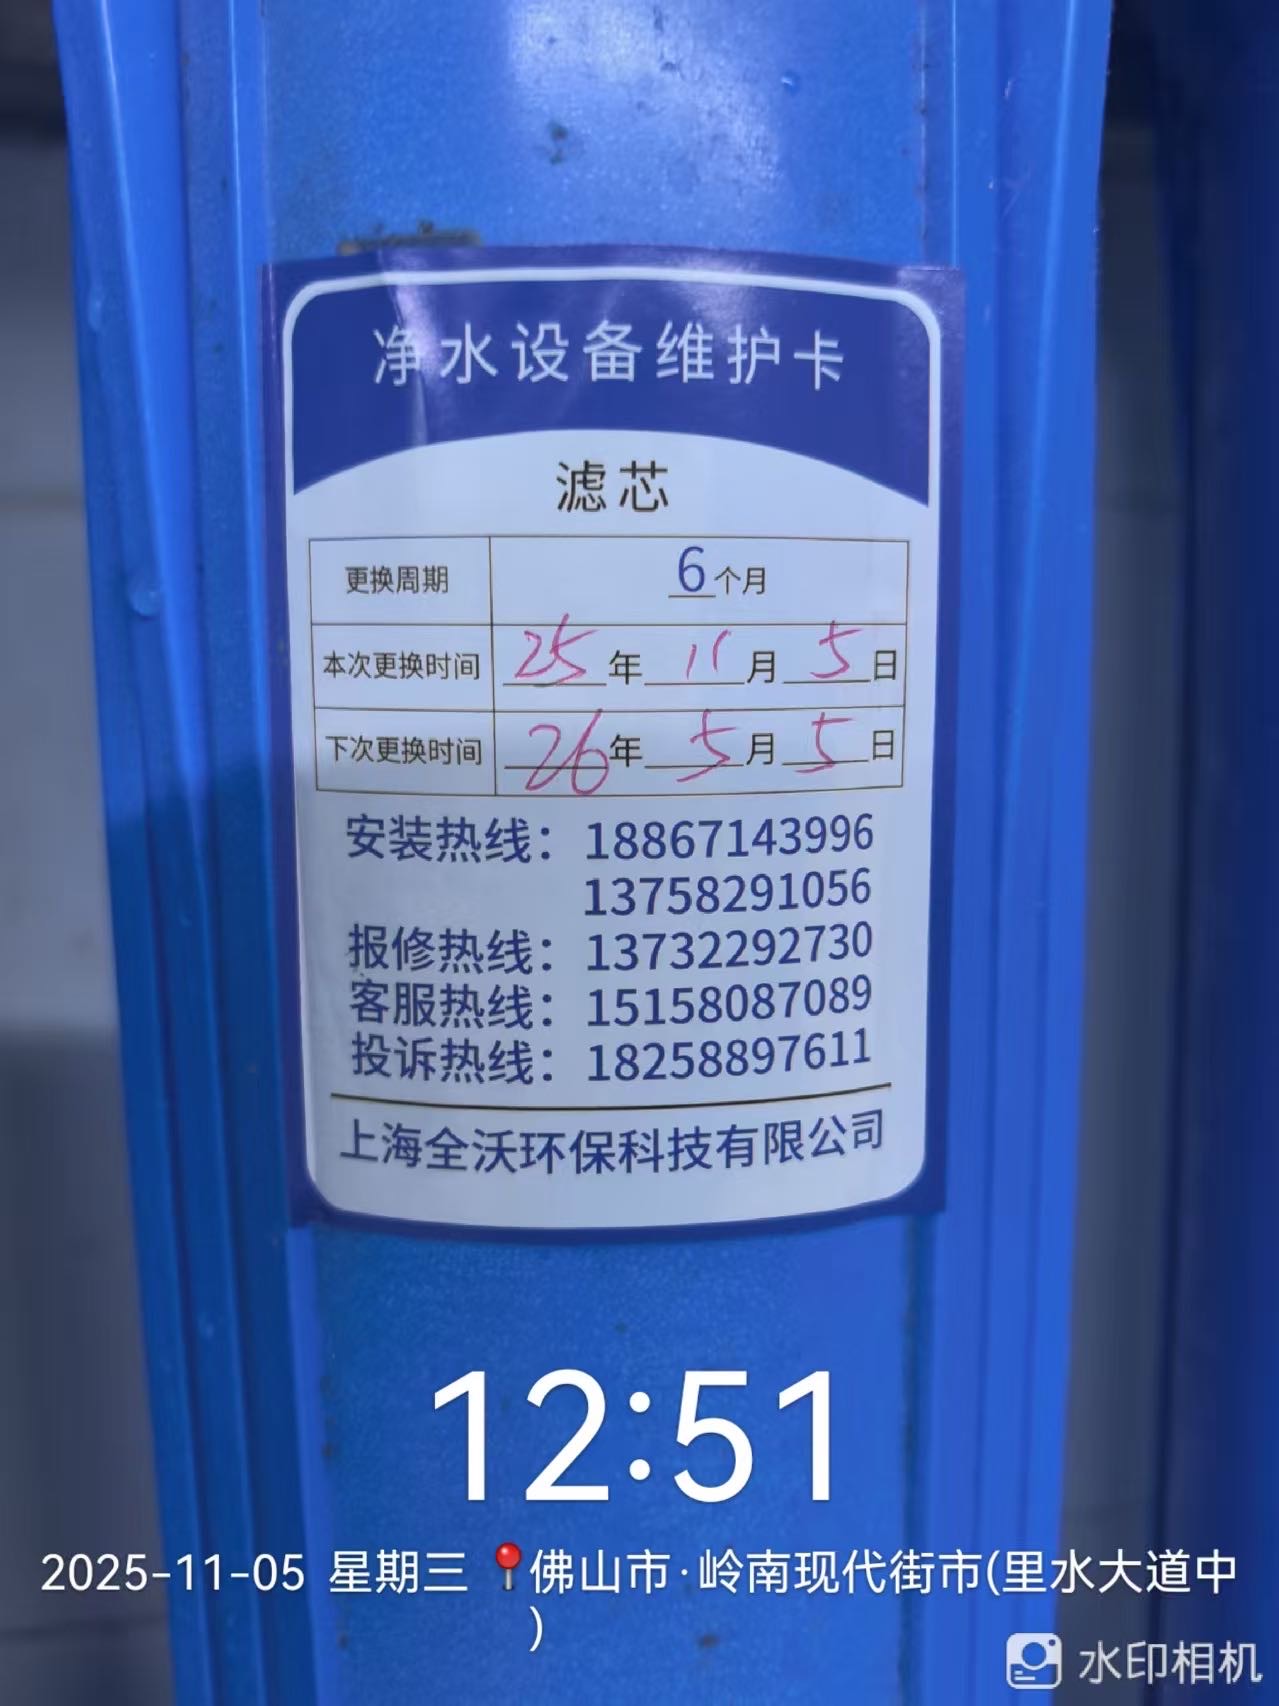 净水设备维护卡
滤芯
更换周期 6个月
本次更换时间 25年11月5日
下次更换时间 26年5月5日
安装热线：18867143996
13758291056
报修热线：13732292730
客服热线：15158087089
投诉热线：18258897611
上海全沃环保科技有限公司
12:51
2025-11-05 星期三 📍佛山市·岭南现代街市(里水大道中
)
水印相机